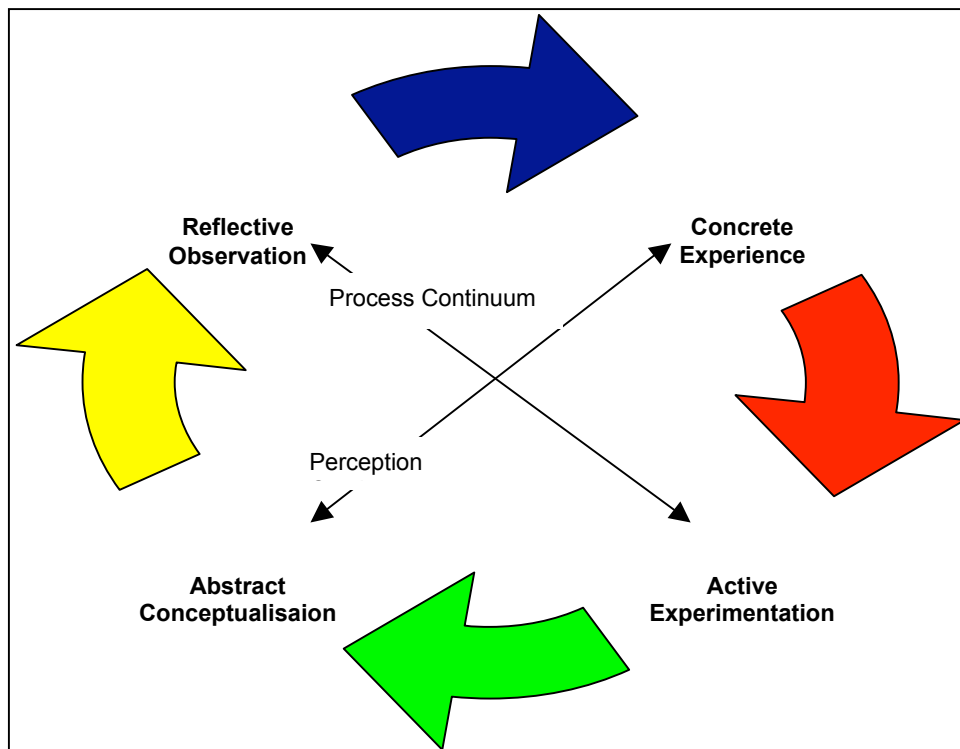 Reflective
Observation
Concrete
Experience
Process Continuum
Perception
Abstract
Conceptualisaion
Active
Experimentation